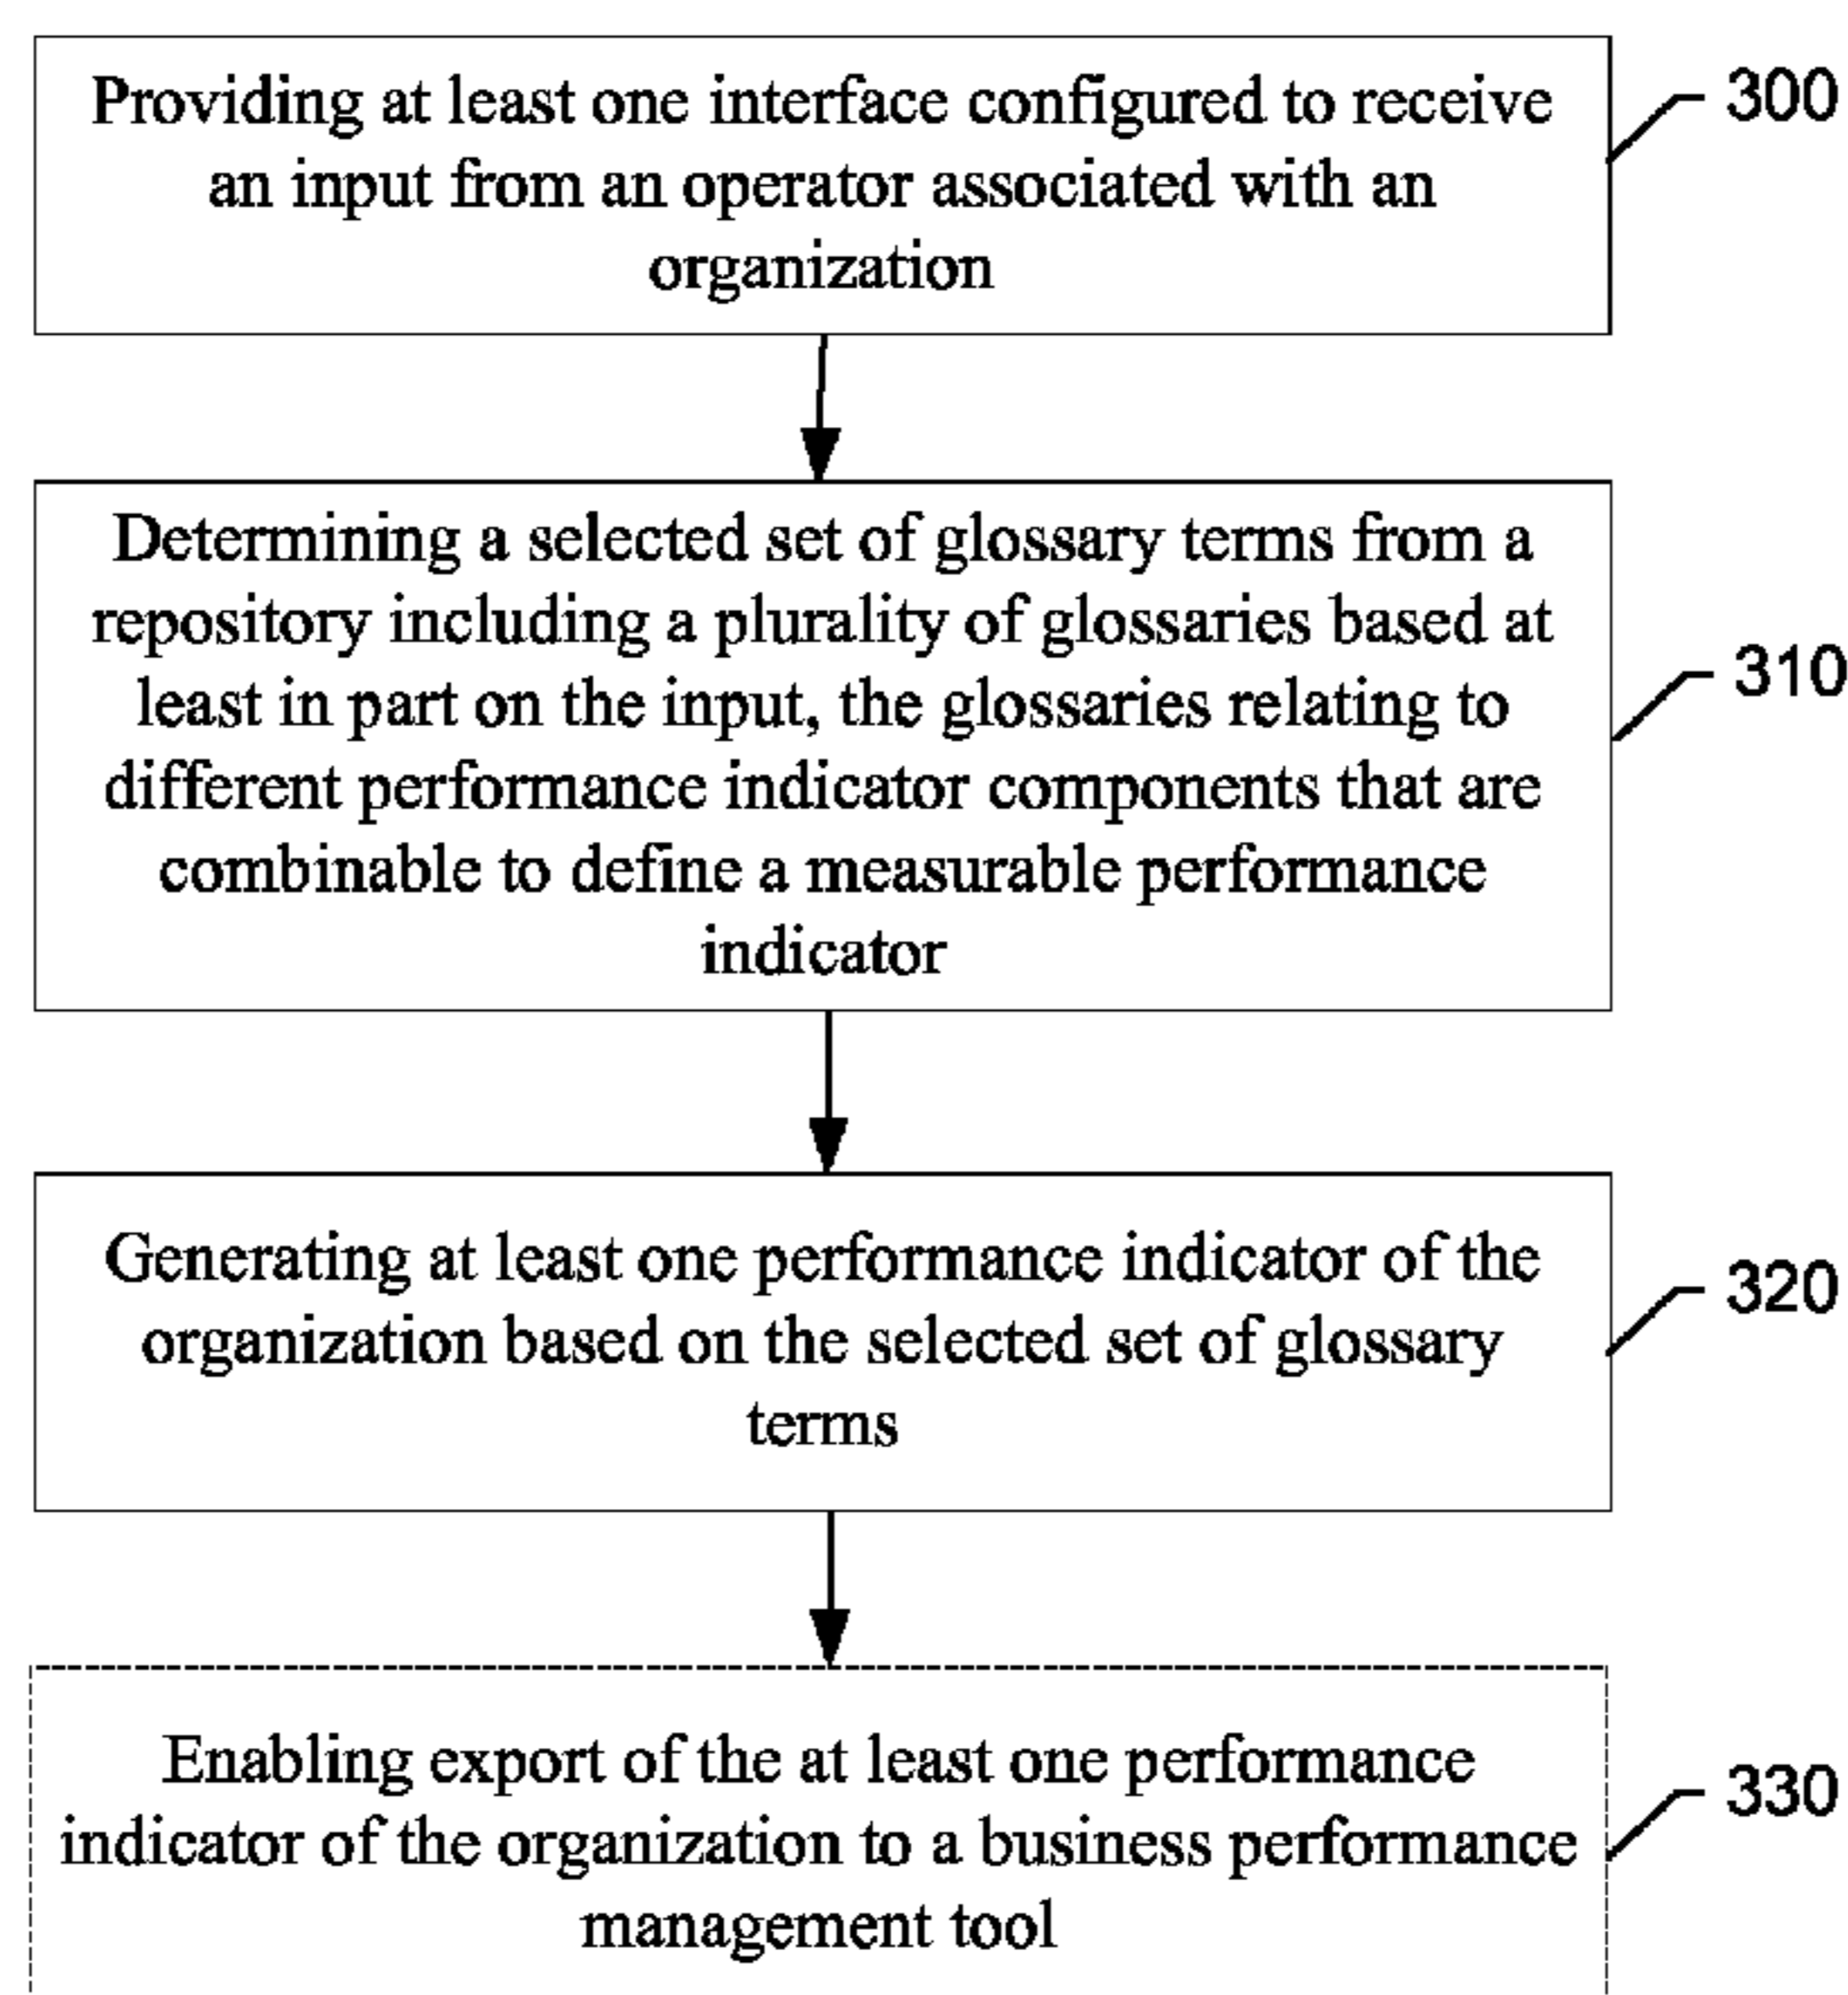 Providing at least one interface configured to receive
an input from an operator associated with an
organization
300
Determining a selected set of glossary terms from a
repository including a plurality of glossaries based at
least in part on the input, the glossaries relating to
different performance indicator components that are
combinable to define a measurable performance
indicator
310
Generating at least one performance indicator of the
organization based on the selected set of glossary
terms
320
Enabling export of the at least one performance
indicator of the organization to a business performance
management tool
330